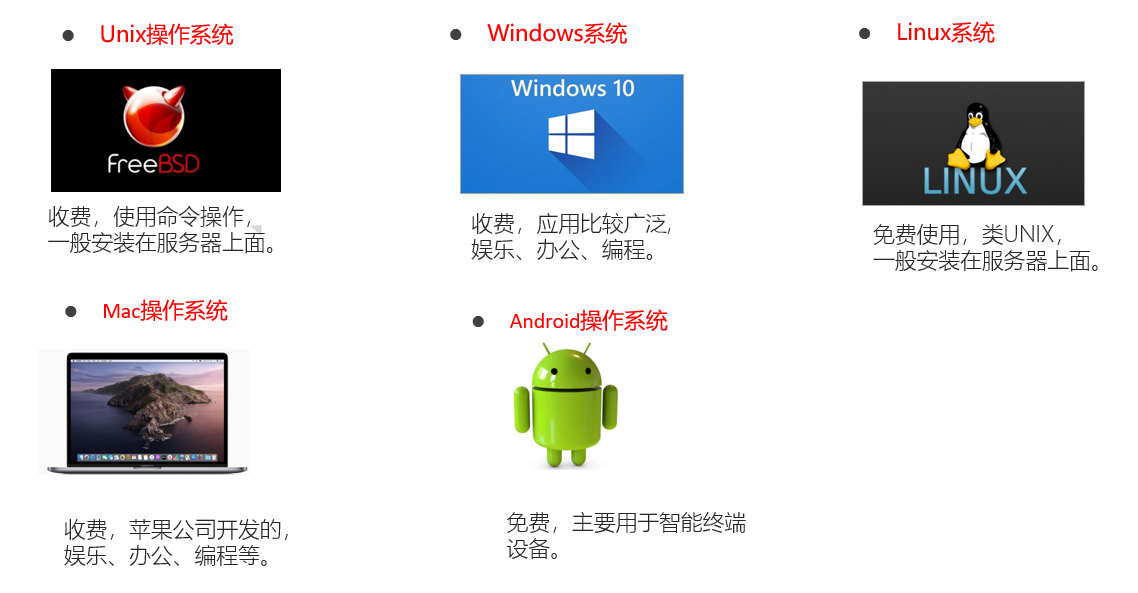 Unix操作系统
FreeBSD
收费，使用命令操作，
一般安装在服务器上面。
Windows系统
Windows 10
收费，应用比较广泛,
娱乐、办公、编程。
Linux系统
LINUX
免费使用，类UNIX，
一般安装在服务器上面。
Mac操作系统
收费，苹果公司开发的，
娱乐、办公、编程等。
Android操作系统
免费，主要用于智能终端
设备。